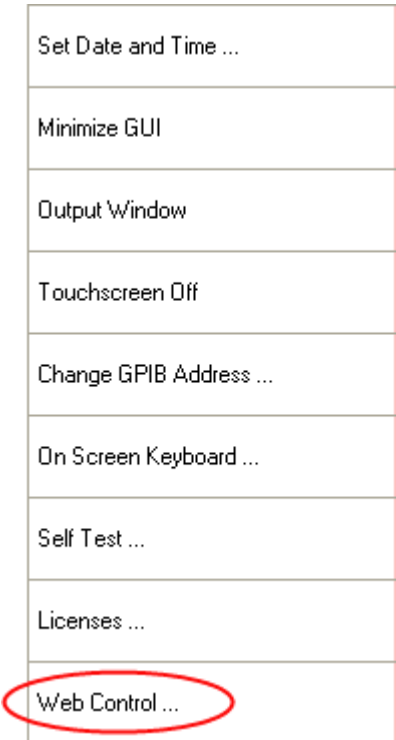 Set Date and Time ...
Minimize GUI
Output Window
Touchscreen Off
Change GPIB Address ...
On Screen Keyboard ...
Self Test ...
Licenses ...
Web Control ...